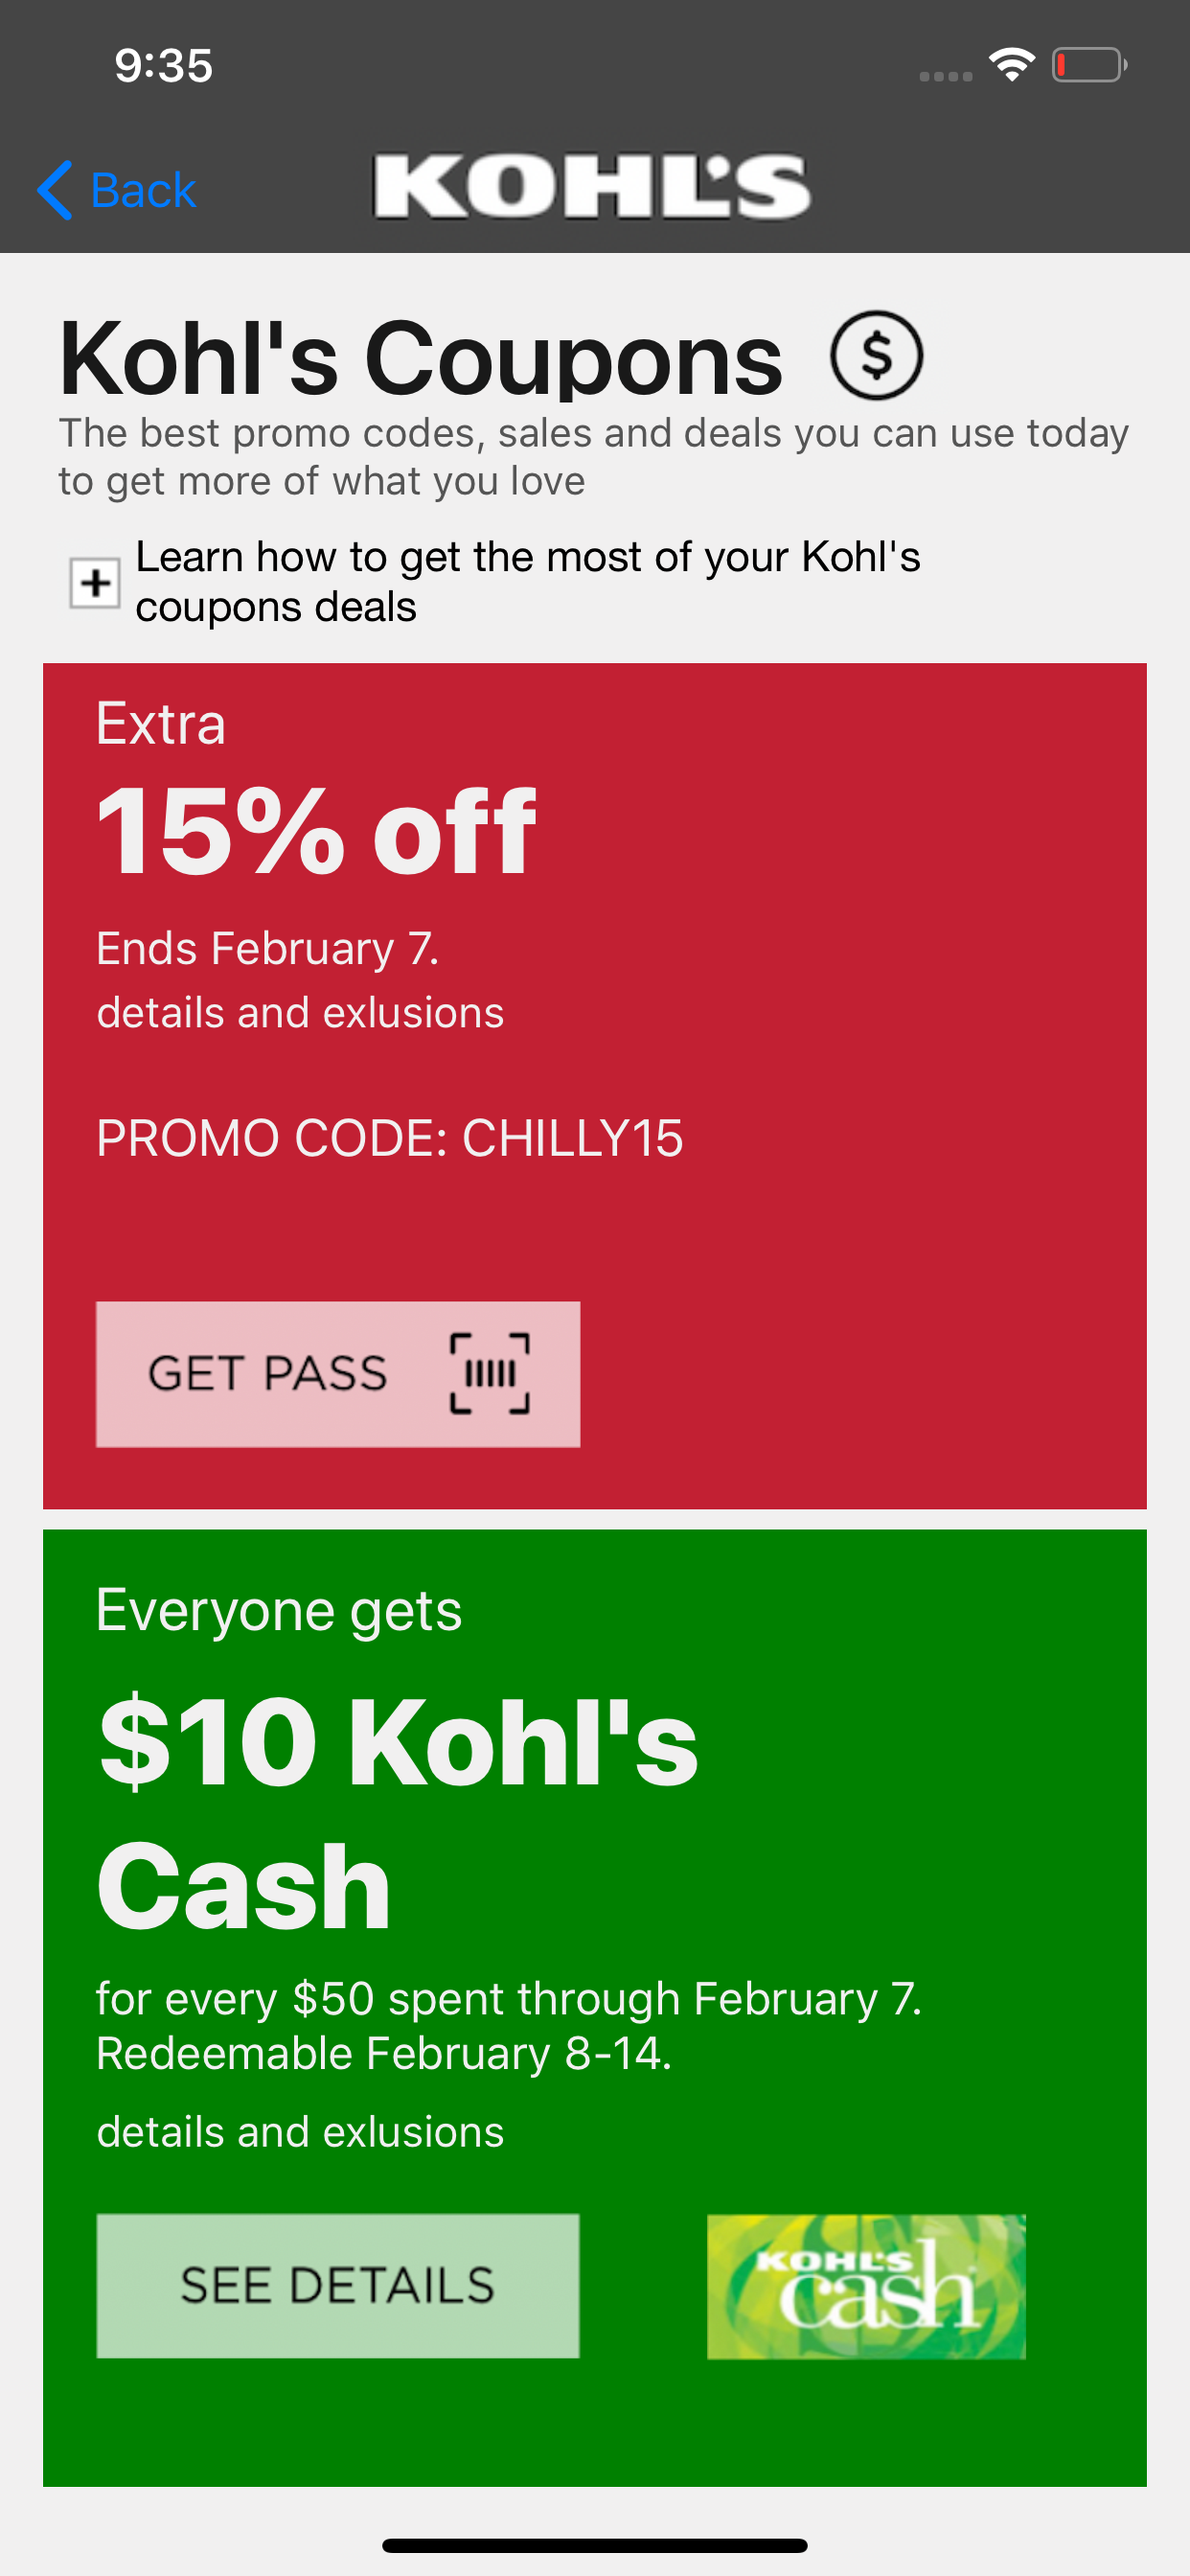 9:35
Back
KOHL'S
Kohl's Coupons
$
The best promo codes, sales and deals you can use today
to get more of what you love
Learn how to get the most of your Kohl's
coupons deals
Extra
15% off
Ends February 7.
details and exlusions
PROMO CODE: CHILLY15
GET PASS
Everyone gets
$10 Kohl's
Cash
for every $50 spent through February 7.
Redeemable February 8-14.
details and exlusions
SEE DETAILS
KOHL'S
cash